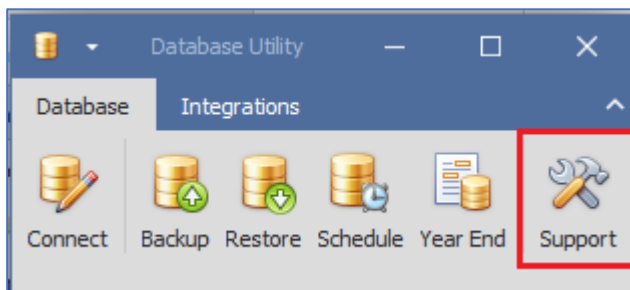 Database Utility
Database Integrations
Connect Backup Restore Schedule Year End Support